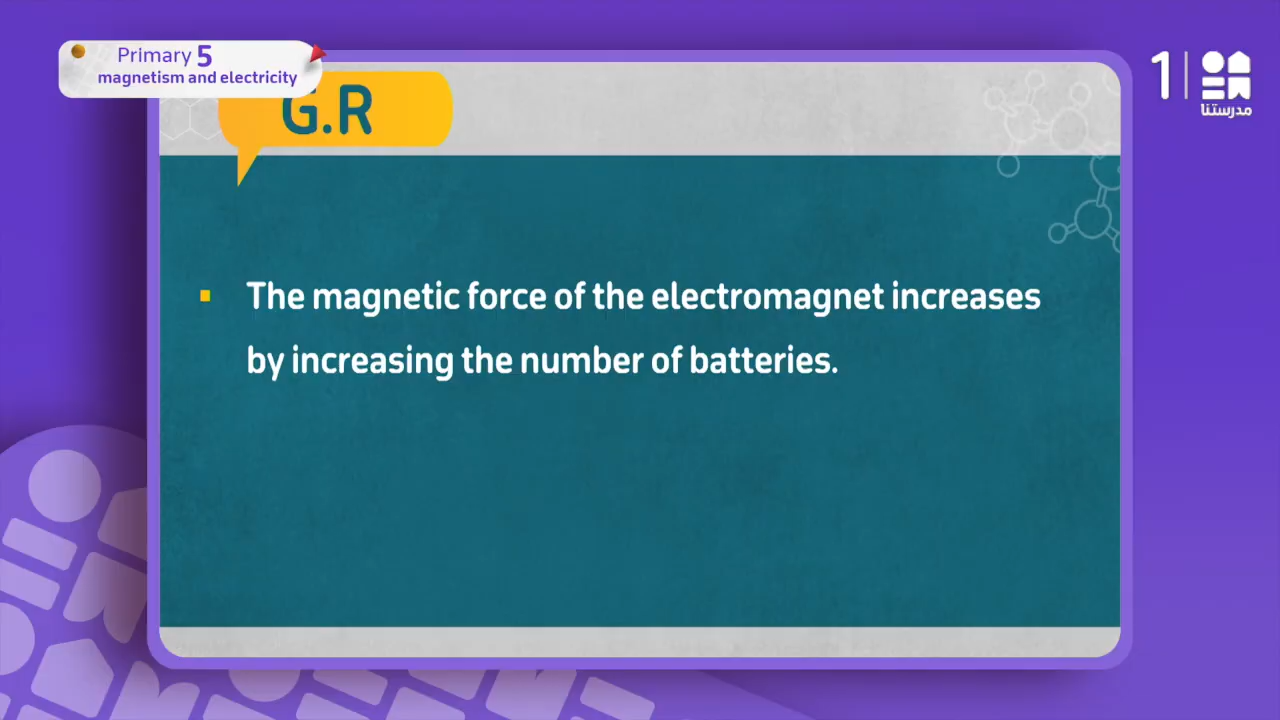 Primary 5
magnetism and electricity
1
مدرستنا
G.R
The magnetic force of the electromagnet increases
by increasing the number of batteries.